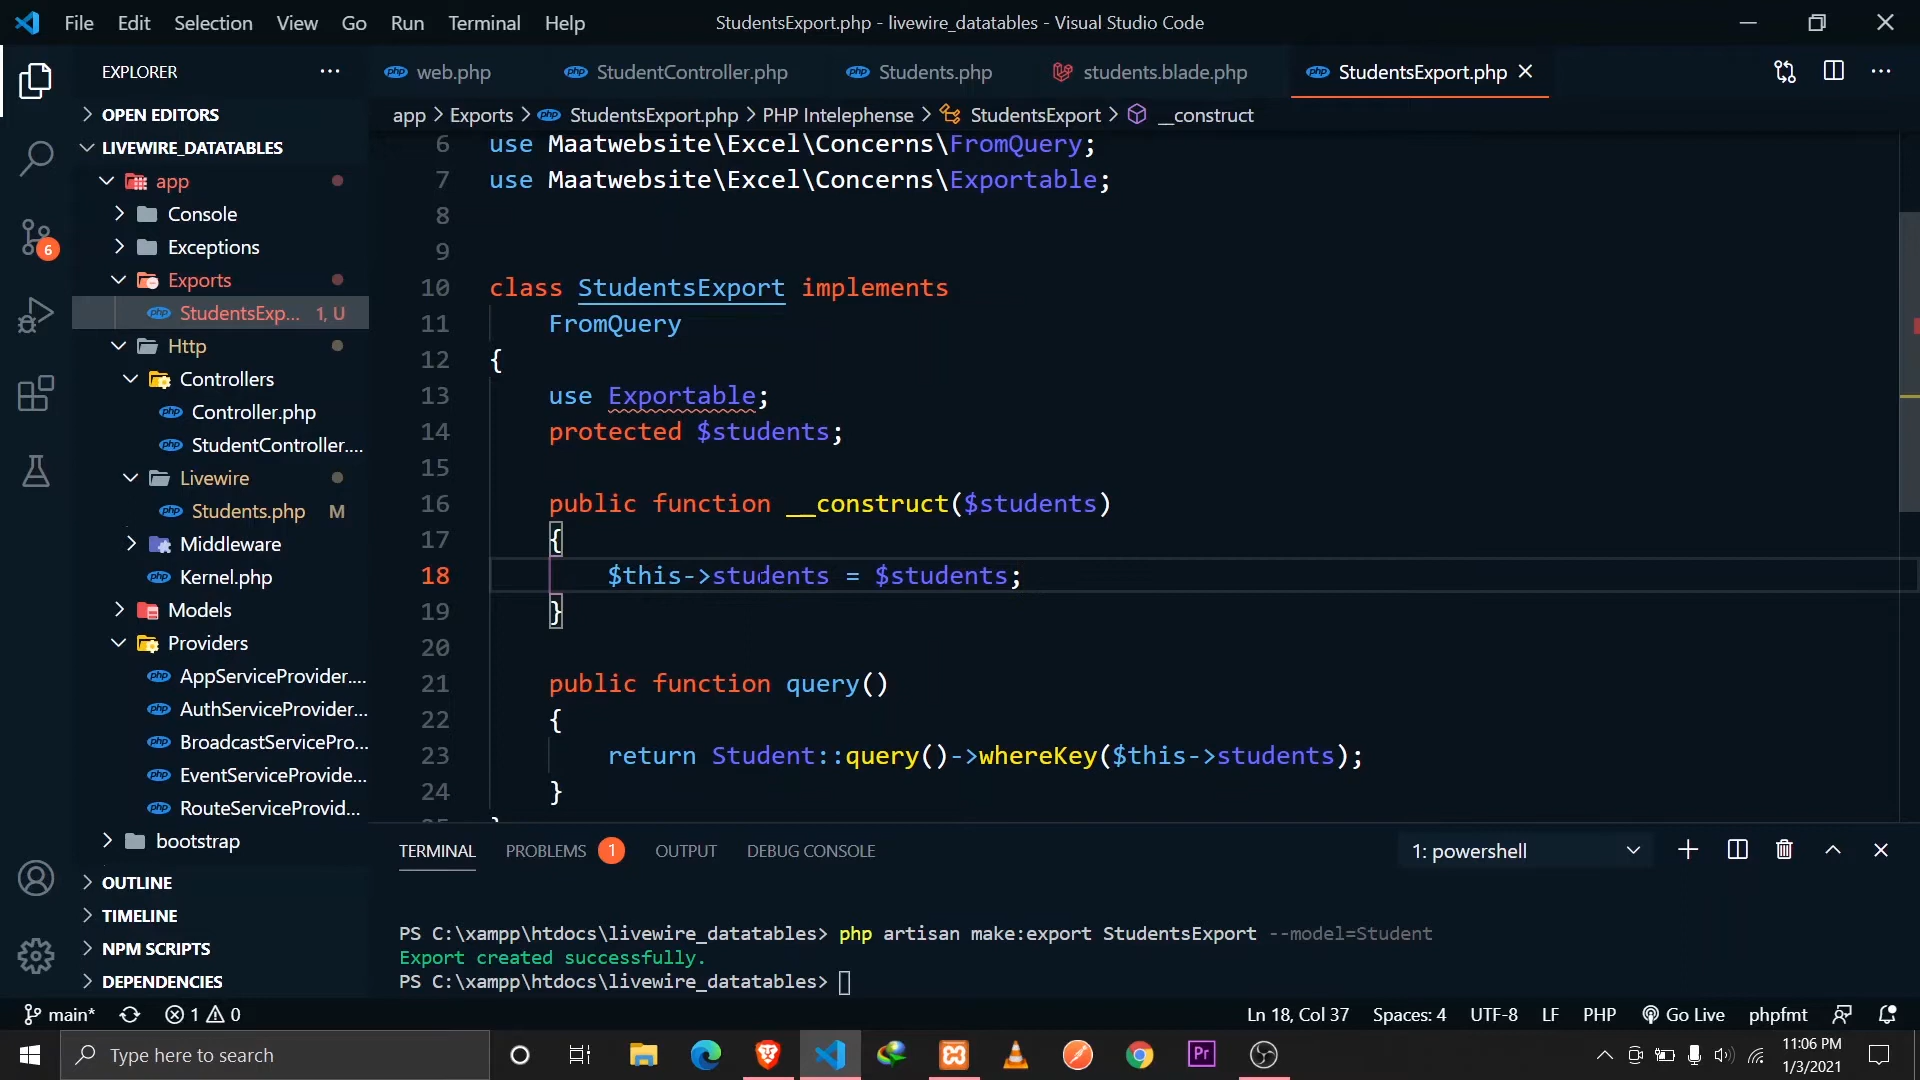 File Edit Selection View Go Run Terminal Help
StudentsExport.php - livewire_datatables - Visual Studio Code
EXPLORER
OPEN EDITORS
LIVEWIRE_DATATABLES
app
Console
Exceptions
Exports
StudentsExp... 1, U
Http
Controllers
Controller.php
StudentController....
Livewire
Students.php M
Middleware
Kernel.php
Models
Providers
AppServiceProvider....
AuthServiceProvider...
BroadcastServicePro...
EventServiceProvide...
RouteServiceProvid...
bootstrap
OUTLINE
TIMELINE
NPM SCRIPTS
DEPENDENCIES
6
web.php StudentController.php Students.php students.blade.php StudentsExport.php
app > Exports > StudentsExport.php > PHP Intelephense > StudentsExport > __construct
6 use Maatwebsite\Excel\Concerns\FromQuery;
7 use Maatwebsite\Excel\Concerns\Exportable;
8
9
10 class StudentsExport implements
11 FromQuery
12 {
13 use Exportable;
14 protected $students;
15
16 public function __construct($students)
17 {
18 $this->students = $students;
19 }
20
21 public function query()
22 {
23 return Student::query()->whereKey($this->students);
24 }
TERMINAL PROBLEMS 1 OUTPUT DEBUG CONSOLE 1: powershell
PS C:\xampp\htdocs\livewire_datatables> php artisan make:export StudentsExport --model=Student
Export created successfully.
PS C:\xampp\htdocs\livewire_datatables>
main* 1 0 Ln 18, Col 37 Spaces: 4 UTF-8 LF PHP Go Live phpfmt
Type here to search
Pr
11:06 PM
1/3/2021